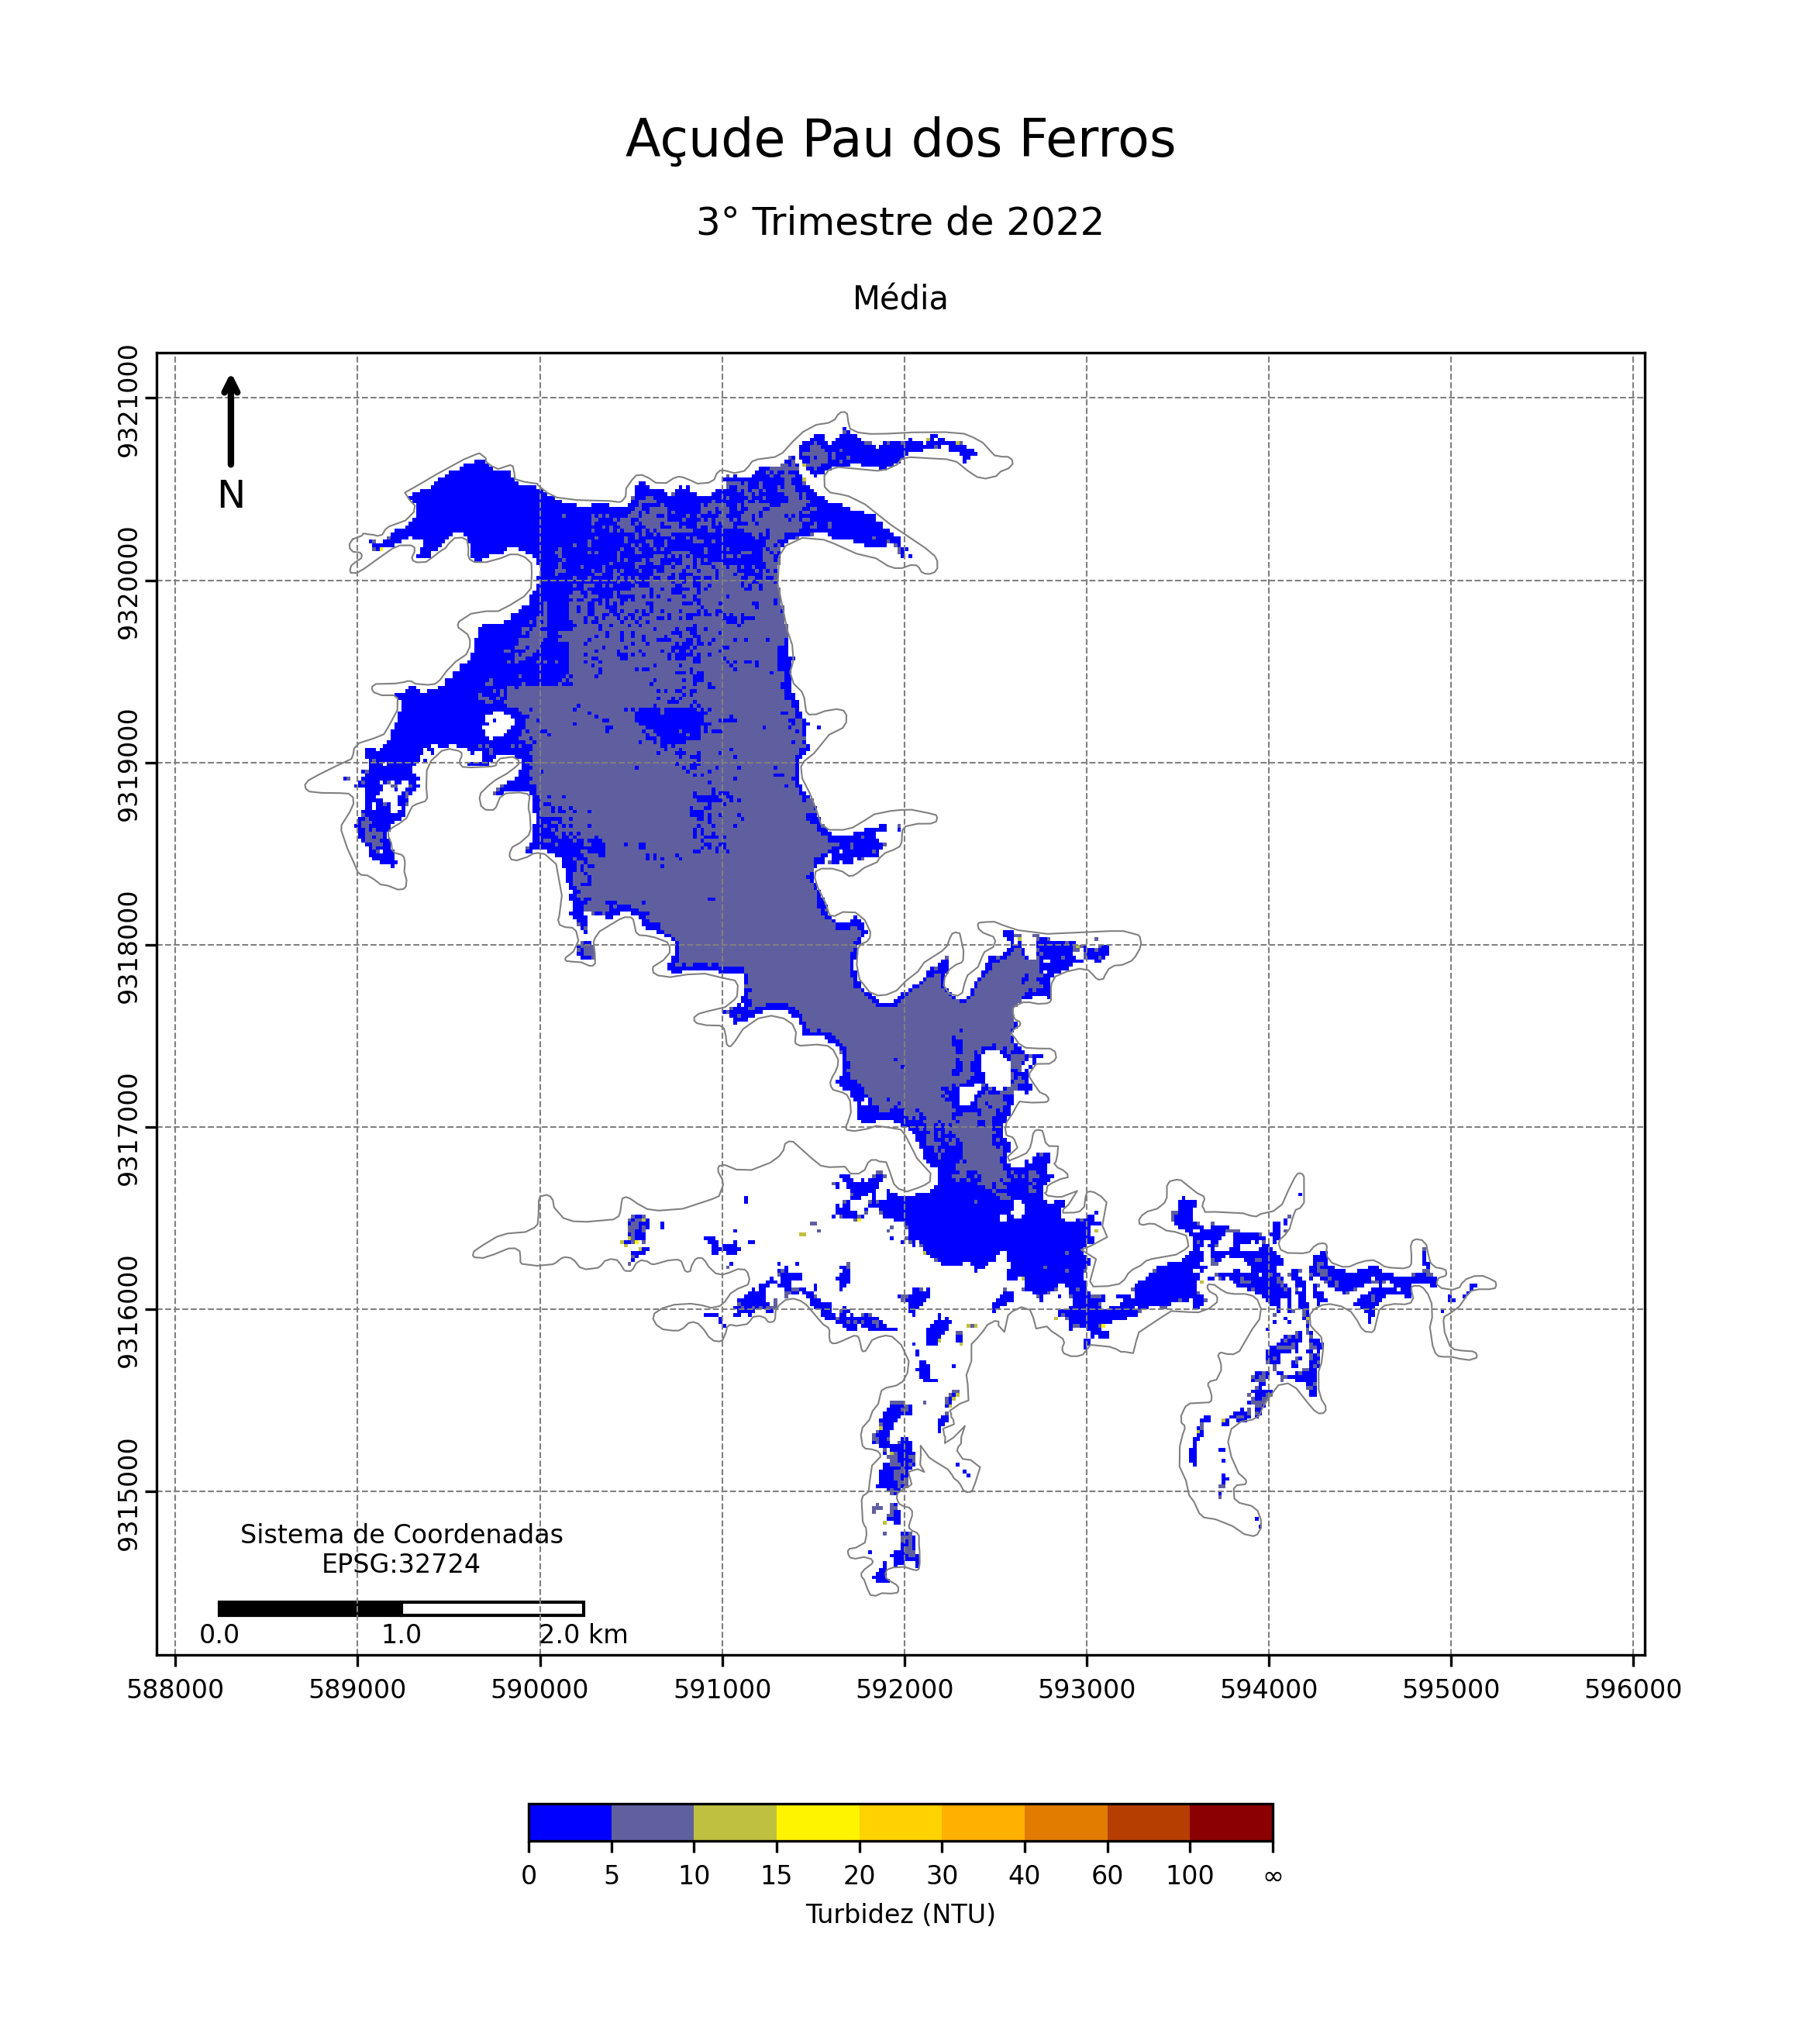 Açude Pau dos Ferros
3° Trimestre de 2022
Média
9321000
9320000
9319000
9318000
9317000
9316000
9315000
N
Sistema de Coordenadas
EPSG:32724
0.0 1.0 2.0 km
588000 589000 590000 591000 592000 593000 594000 595000 596000
0 5 10 15 20 30 40 60 100 ∞
Turbidez (NTU)